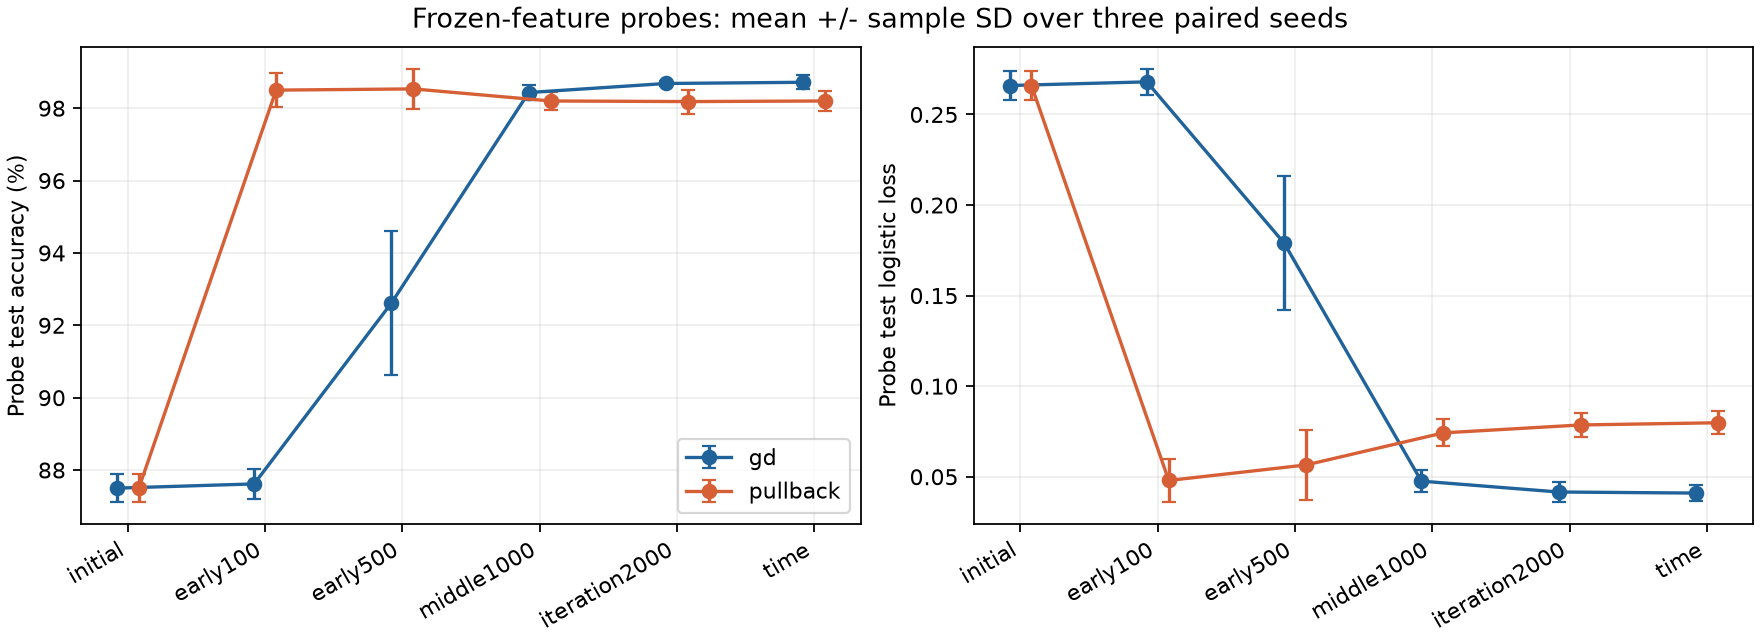 Frozen-feature probes: mean +/- sample SD over three paired seeds
Probe test accuracy (%)
98
96
94
92
90
88
gd
pullback
initial
early100
early500
middle1000
iteration2000
time
Probe test logistic loss
0.25
0.20
0.15
0.10
0.05
initial
early100
early500
middle1000
iteration2000
time